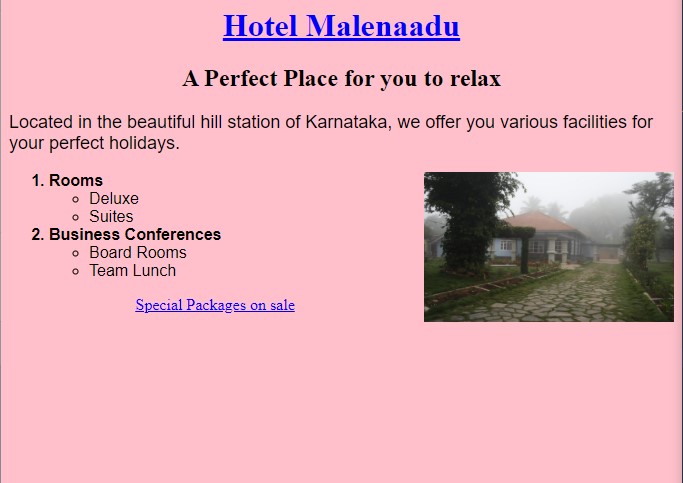 Hotel Malenaadu
A Perfect Place for you to relax
Located in the beautiful hill station of Karnataka, we offer you various facilities for
your perfect holidays.
1. Rooms
◦ Deluxe
◦ Suites
2. Business Conferences
◦ Board Rooms
◦ Team Lunch
Special Packages on sale